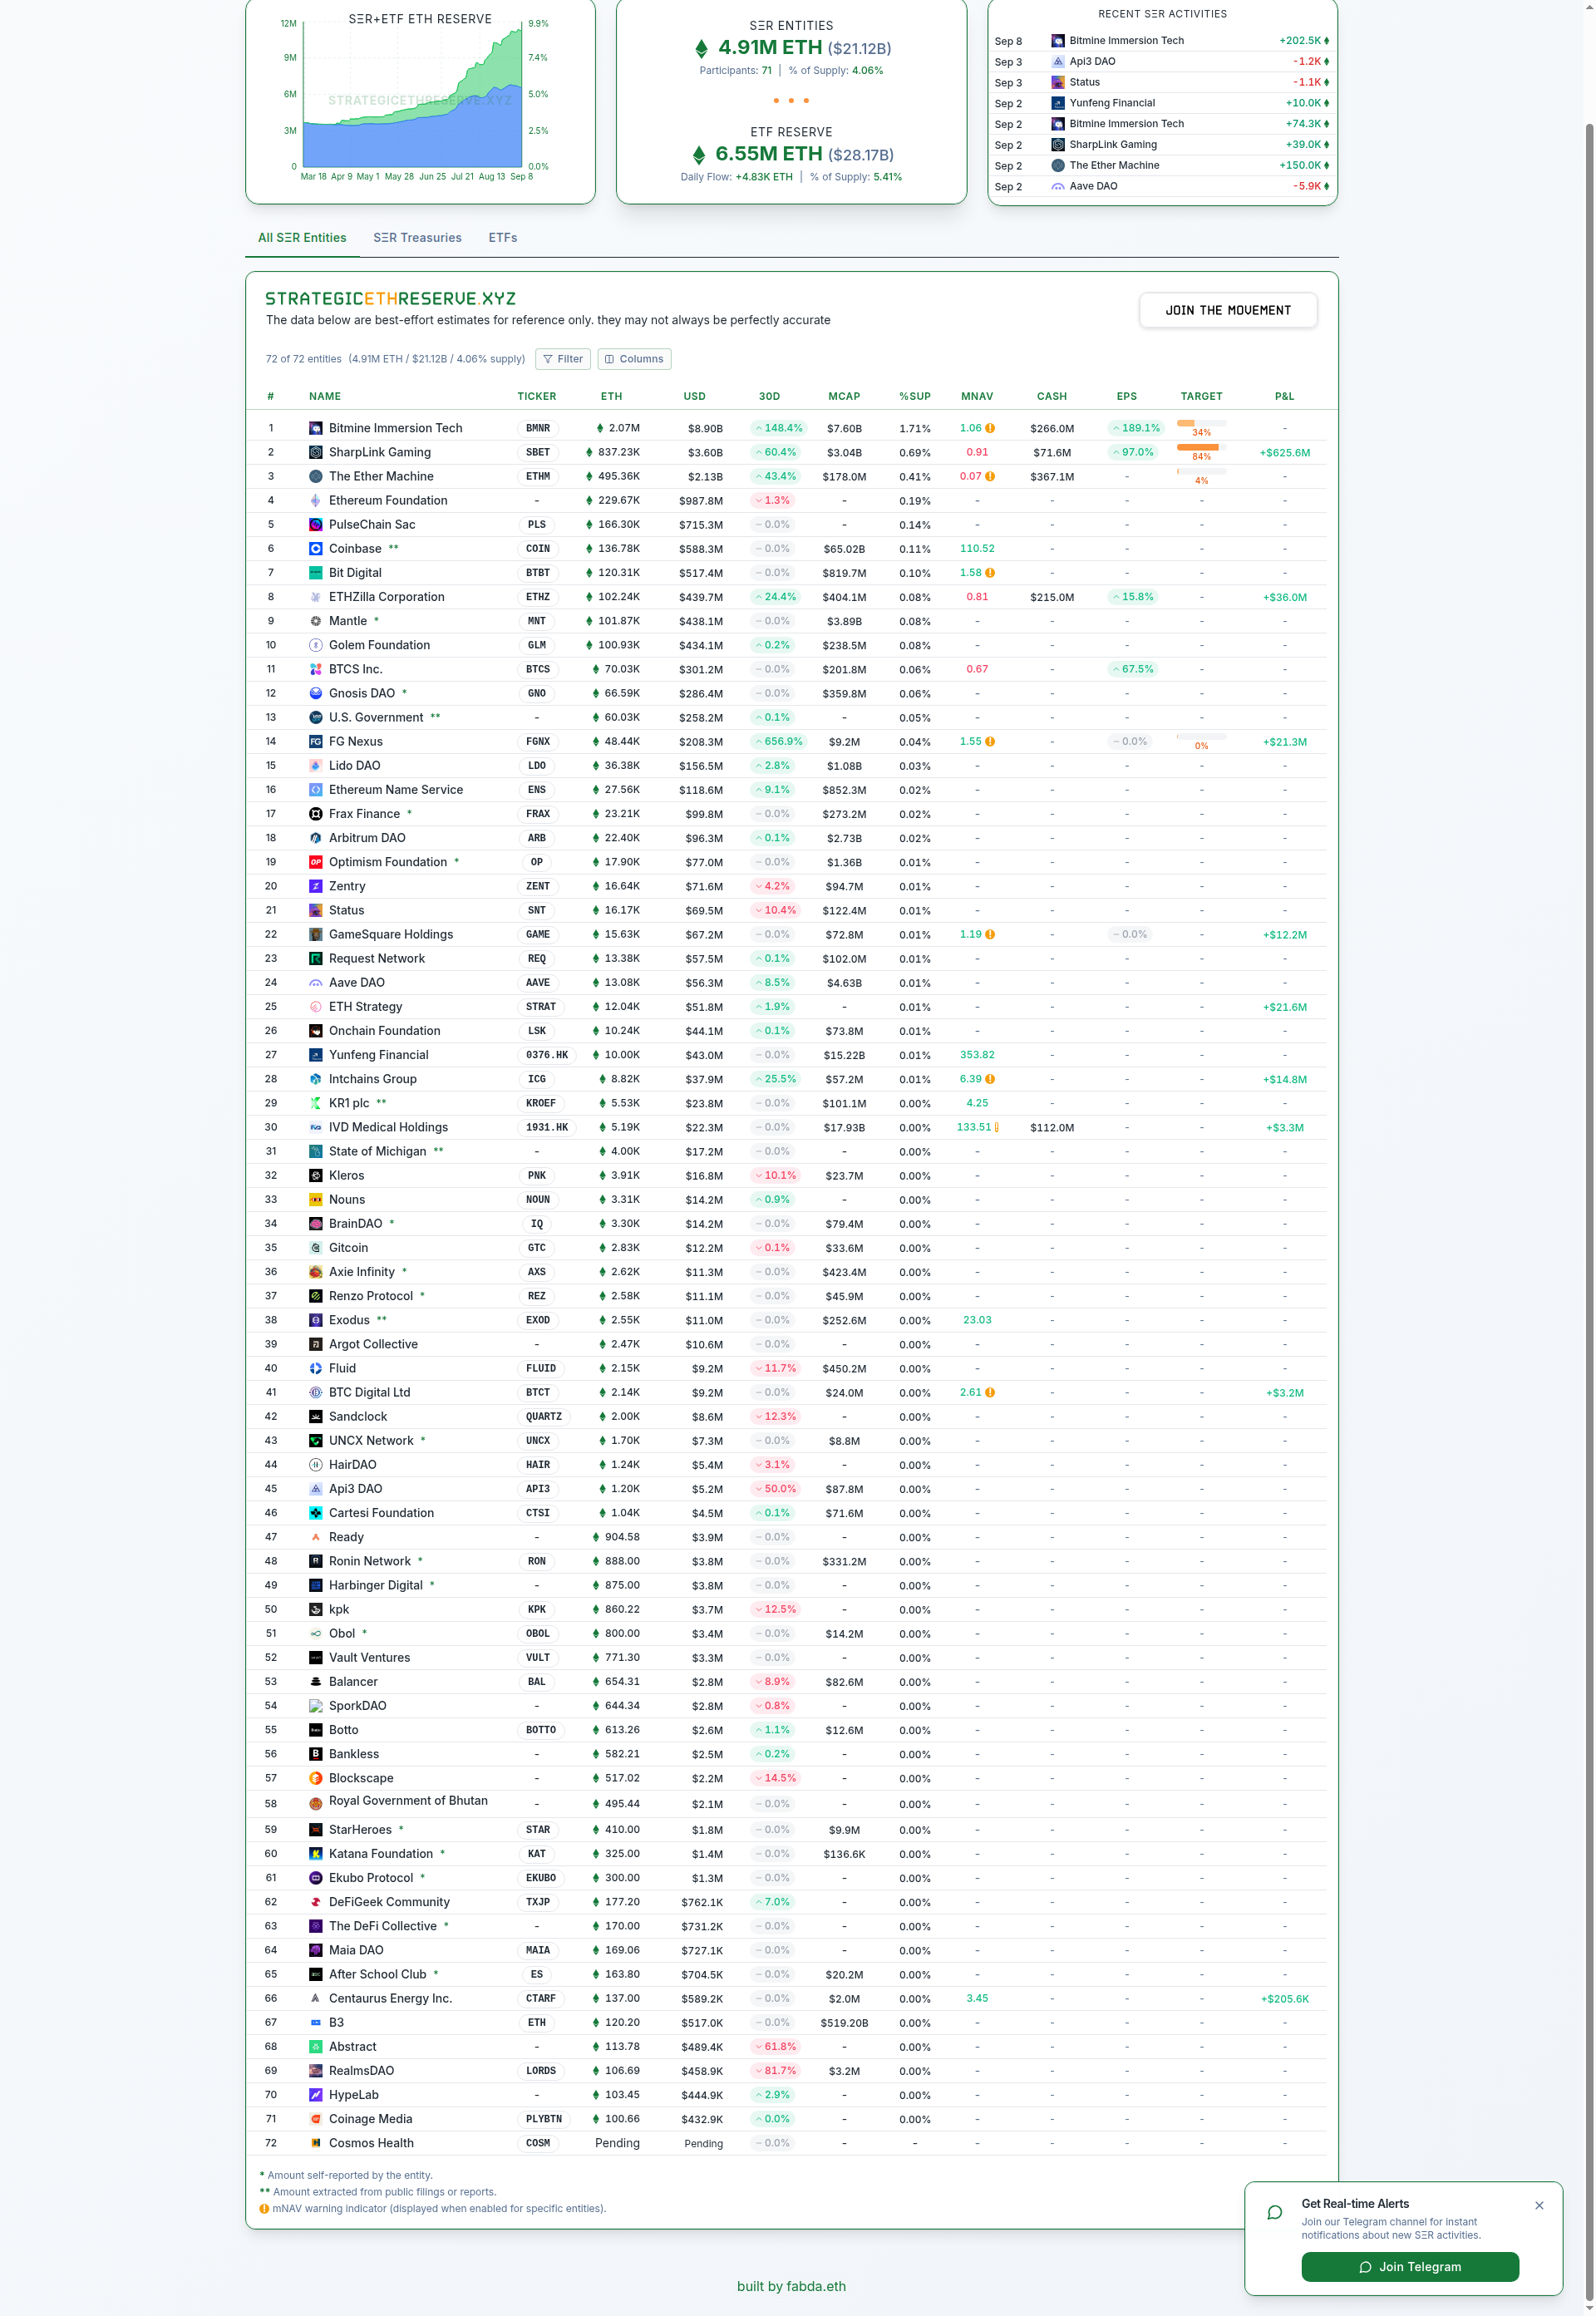 SΞR+ETF ETH RESERVE
12M
9M
6M
3M
0
9.9%
7.4%
5.0%
2.5%
0.0%
STRATEGICETHRESERVE.XYZ
Mar 18 Apr 9 May 1 May 28 Jun 25 Jul 21 Aug 13 Sep 8
SΞR ENTITIES
4.91M ETH ($21.12B)
Participants: 71 | % of Supply: 4.06%
ETF RESERVE
6.55M ETH ($28.17B)
Daily Flow: +4.83K ETH | % of Supply: 5.41%
RECENT SΞR ACTIVITIES
Sep 8 Bitmine Immersion Tech +202.5K
Sep 3 Api3 DAO -1.2K
Sep 3 Status -1.1K
Sep 2 Yunfeng Financial +10.0K
Sep 2 Bitmine Immersion Tech +74.3K
Sep 2 SharpLink Gaming +39.0K
Sep 2 The Ether Machine +150.0K
Sep 2 Aave DAO -5.9K
All SΞR Entities SΞR Treasuries ETFs
STRATEGICETHRESERVE.XYZ
The data below are best-effort estimates for reference only. they may not always be perfectly accurate
JOIN THE MOVEMENT
72 of 72 entities (4.91M ETH / $21.12B / 4.06% supply) Filter Columns
# NAME TICKER ETH USD 30D MCAP %SUP MNAV CASH EPS TARGET P&L
1 Bitmine Immersion Tech BMNR 2.07M $8.90B 148.4% $7.60B 1.71% 1.06 ! $266.0M 189.1% 34% -
2 SharpLink Gaming SBET 837.23K $3.60B 60.4% $3.04B 0.69% 0.91 $71.6M 97.0% 84% +$625.6M
3 The Ether Machine ETHM 495.36K $2.13B 43.4% $178.0M 0.41% 0.07 ! $367.1M - 4% -
4 Ethereum Foundation - 229.67K $987.8M 1.3% - 0.19% - - - - -
5 PulseChain Sac PLS 166.30K $715.3M 0.0% - 0.14% - - - - -
6 Coinbase ** COIN 136.78K $588.3M 0.0% $65.02B 0.11% 110.52 - - - -
7 Bit Digital BTBT 120.31K $517.4M 0.0% $819.7M 0.10% 1.58 ! - - - -
8 ETHZilla Corporation ETHZ 102.24K $439.7M 24.4% $404.1M 0.08% 0.81 $215.0M 15.8% - +$36.0M
9 Mantle * MNT 101.87K $438.1M 0.0% $3.89B 0.08% - - - - -
10 Golem Foundation GLM 100.93K $434.1M 0.2% $238.5M 0.08% - - - - -
11 BTCS Inc. BTCS 70.03K $301.2M 0.0% $201.8M 0.06% 0.67 - 67.5% - -
12 Gnosis DAO * GNO 66.59K $286.4M 0.0% $359.8M 0.06% - - - - -
13 U.S. Government ** - 60.03K $258.2M 0.1% - 0.05% - - - - -
14 FG Nexus FGNX 48.44K $208.3M 656.9% $9.2M 0.04% 1.55 ! - 0.0% 0% +$21.3M
15 Lido DAO LDO 36.38K $156.5M 2.8% $1.08B 0.03% - - - - -
16 Ethereum Name Service ENS 27.56K $118.6M 9.1% $852.3M 0.02% - - - - -
17 Frax Finance * FRAX 23.21K $99.8M 0.0% $273.2M 0.02% - - - - -
18 Arbitrum DAO ARB 22.40K $96.3M 0.1% $2.73B 0.02% - - - - -
19 Optimism Foundation * OP 17.90K $77.0M 0.0% $1.36B 0.01% - - - - -
20 Zentry ZENT 16.64K $71.6M 4.2% $94.7M 0.01% - - - - -
21 Status SNT 16.17K $69.5M 10.4% $122.4M 0.01% - - - - -
22 GameSquare Holdings GAME 15.63K $67.2M 0.0% $72.8M 0.01% 1.19 ! - 0.0% - +$12.2M
23 Request Network REQ 13.38K $57.5M 0.1% $102.0M 0.01% - - - - -
24 Aave DAO AAVE 13.08K $56.3M 8.5% $4.63B 0.01% - - - - -
25 ETH Strategy STRAT 12.04K $51.8M 1.9% - 0.01% - - - - +$21.6M
26 Onchain Foundation LSK 10.24K $44.1M 0.1% $73.8M 0.01% - - - - -
27 Yunfeng Financial 0376.HK 10.00K $43.0M 0.0% $15.22B 0.01% 353.82 - - - -
28 Intchains Group ICG 8.82K $37.9M 25.5% $57.2M 0.01% 6.39 ! - - - +$14.8M
29 KR1 plc ** KROEF 5.53K $23.8M 0.0% $101.1M 0.00% 4.25 - - - -
30 IVD Medical Holdings 1931.HK 5.19K $22.3M 0.0% $17.93B 0.00% 133.51 ! $112.0M - - +$3.3M
31 State of Michigan ** - 4.00K $17.2M 0.0% - 0.00% - - - - -
32 Kleros PNK 3.91K $16.8M 10.1% $23.7M 0.00% - - - - -
33 Nouns NOUN 3.31K $14.2M 0.9% - 0.00% - - - - -
34 BrainDAO * IQ 3.30K $14.2M 0.0% $79.4M 0.00% - - - - -
35 Gitcoin GTC 2.83K $12.2M 0.1% $33.6M 0.00% - - - - -
36 Axie Infinity * AXS 2.62K $11.3M 0.0% $423.4M 0.00% - - - - -
37 Renzo Protocol * REZ 2.58K $11.1M 0.0% $45.9M 0.00% - - - - -
38 Exodus ** EXOD 2.55K $11.0M 0.0% $252.6M 0.00% 23.03 - - - -
39 Argot Collective - 2.47K $10.6M 0.0% - 0.00% - - - - -
40 Fluid FLUID 2.15K $9.2M 11.7% $450.2M 0.00% - - - - -
41 BTC Digital Ltd BTCT 2.14K $9.2M 0.0% $24.0M 0.00% 2.61 ! - - - +$3.2M
42 Sandclock QUARTZ 2.00K $8.6M 12.3% - 0.00% - - - - -
43 UNCX Network * UNCX 1.70K $7.3M 0.0% $8.8M 0.00% - - - - -
44 HairDAO HAIR 1.24K $5.4M 3.1% - 0.00% - - - - -
45 Api3 DAO API3 1.20K $5.2M 50.0% $87.8M 0.00% - - - - -
46 Cartesi Foundation CTSI 1.04K $4.5M 0.1% $71.6M 0.00% - - - - -
47 Ready - 904.58 $3.9M 0.0% - 0.00% - - - - -
48 Ronin Network * RON 888.00 $3.8M 0.0% $331.2M 0.00% - - - - -
49 Harbinger Digital * - 875.00 $3.8M 0.0% - 0.00% - - - - -
50 kpk KPK 860.22 $3.7M 12.5% - 0.00% - - - - -
51 Obol * OBOL 800.00 $3.4M 0.0% $14.2M 0.00% - - - - -
52 Vault Ventures VULT 771.30 $3.3M 0.0% - 0.00% - - - - -
53 Balancer BAL 654.31 $2.8M 8.9% $82.6M 0.00% - - - - -
54 SporkDAO - 644.34 $2.8M 0.8% - 0.00% - - - - -
55 Botto BOTTO 613.26 $2.6M 1.1% $12.6M 0.00% - - - - -
56 Bankless - 582.21 $2.5M 0.2% - 0.00% - - - - -
57 Blockscape - 517.02 $2.2M 14.5% - 0.00% - - - - -
58 Royal Government of Bhutan - 495.44 $2.1M 0.0% - 0.00% - - - - -
59 StarHeroes * STAR 410.00 $1.8M 0.0% $9.9M 0.00% - - - - -
60 Katana Foundation * KAT 325.00 $1.4M 0.0% $136.6K 0.00% - - - - -
61 Ekubo Protocol * EKUBO 300.00 $1.3M 0.0% - 0.00% - - - - -
62 DeFiGeek Community TXJP 177.20 $762.1K 7.0% - 0.00% - - - - -
63 The DeFi Collective * - 170.00 $731.2K 0.0% - 0.00% - - - - -
64 Maia DAO MAIA 169.06 $727.1K 0.0% - 0.00% - - - - -
65 After School Club * ES 163.80 $704.5K 0.0% $20.2M 0.00% - - - - -
66 Centaurus Energy Inc. CTARF 137.00 $589.2K 0.0% $2.0M 0.00% 3.45 - - - +$205.6K
67 B3 ETH 120.20 $517.0K 0.0% $519.20B 0.00% - - - - -
68 Abstract - 113.78 $489.4K 61.8% - 0.00% - - - - -
69 RealmsDAO LORDS 106.69 $458.9K 81.7% $3.2M 0.00% - - - - -
70 HypeLab - 103.45 $444.9K 2.9% - 0.00% - - - - -
71 Coinage Media PLYBTN 100.66 $432.9K 0.0% - 0.00% - - - - -
72 Cosmos Health COSM Pending Pending 0.0% - - - - - - -
* Amount self-reported by the entity.
** Amount extracted from public filings or reports.
! mNAV warning indicator (displayed when enabled for specific entities).
Get Real-time Alerts
Join our Telegram channel for instant
notifications about new SΞR activities.
Join Telegram
built by fabda.eth